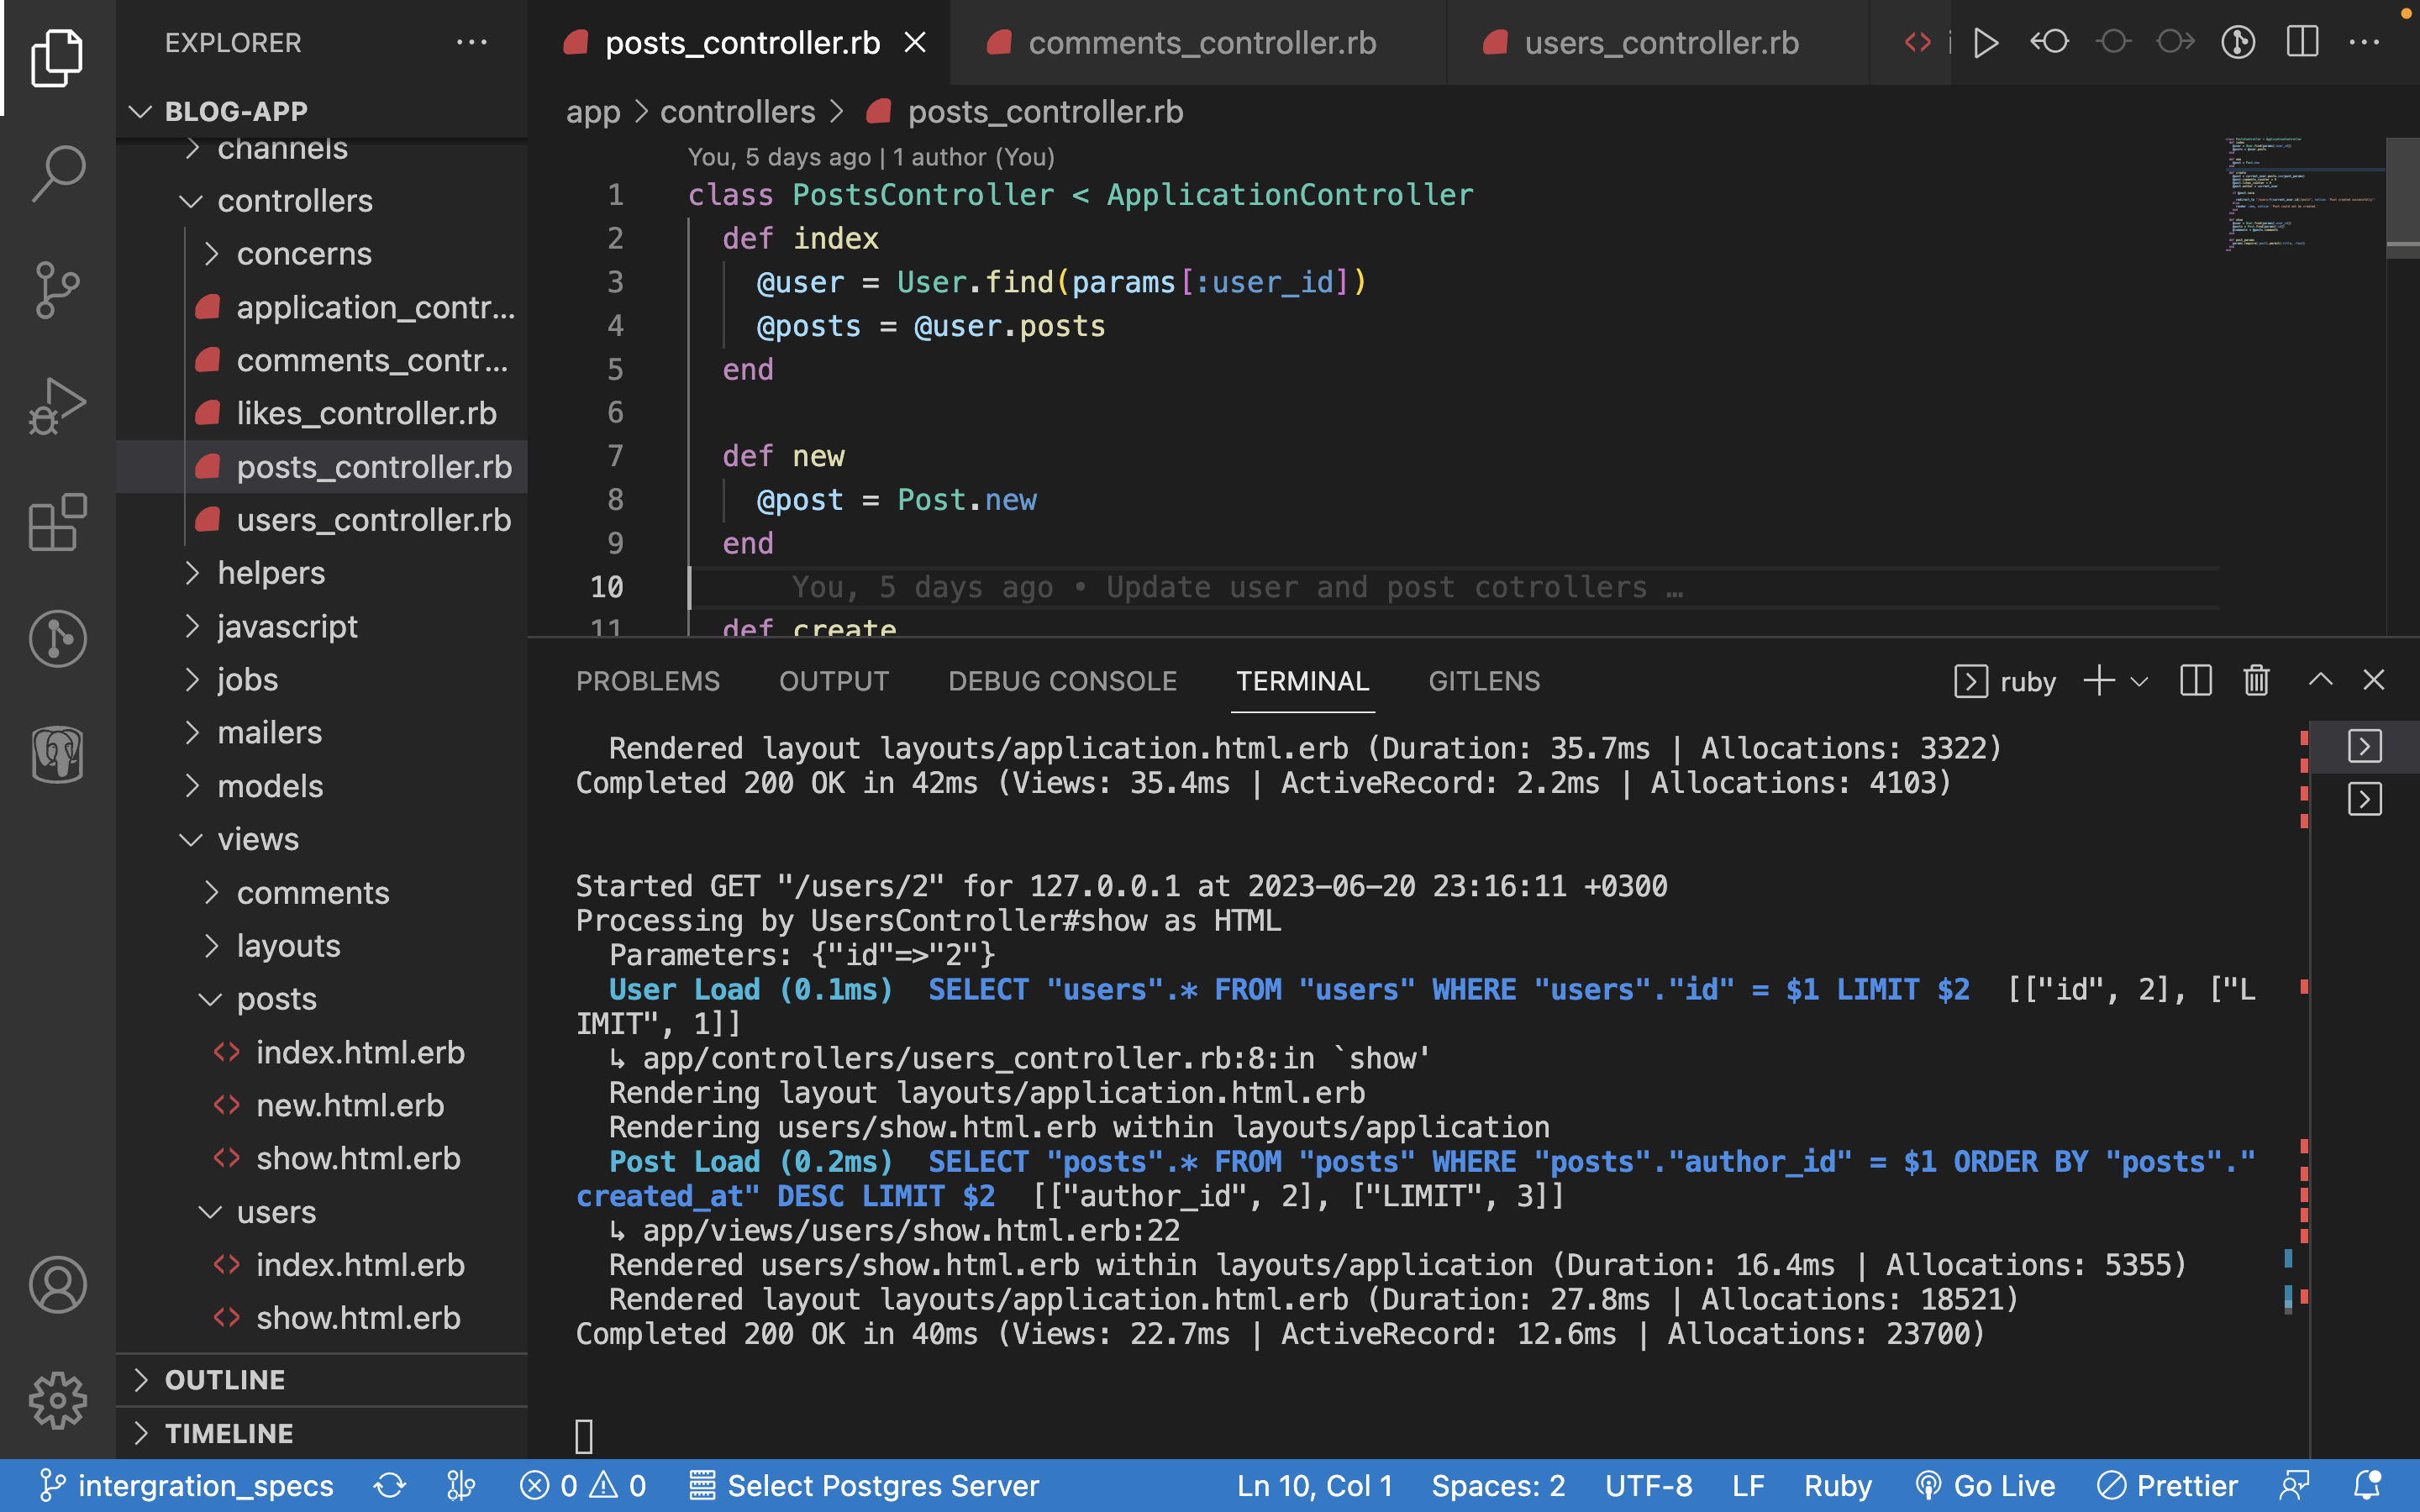 EXPLORER
BLOG-APP
channels
controllers
concerns
application_contr...
comments_contr...
likes_controller.rb
posts_controller.rb
users_controller.rb
helpers
javascript
jobs
mailers
models
views
comments
layouts
posts
index.html.erb
new.html.erb
show.html.erb
users
index.html.erb
show.html.erb
OUTLINE
TIMELINE
posts_controller.rb
comments_controller.rb
users_controller.rb
app > controllers > posts_controller.rb
You, 5 days ago | 1 author (You)
1 class PostsController < ApplicationController
2 def index
3 @user = User.find(params[:user_id])
4 @posts = @user.posts
5 end
6
7 def new
8 @post = Post.new
9 end
10 You, 5 days ago • Update user and post cotrollers …
11 def create
PROBLEMS OUTPUT DEBUG CONSOLE TERMINAL GITLENS
ruby
Rendered layout layouts/application.html.erb (Duration: 35.7ms | Allocations: 3322)
Completed 200 OK in 42ms (Views: 35.4ms | ActiveRecord: 2.2ms | Allocations: 4103)
Started GET "/users/2" for 127.0.0.1 at 2023-06-20 23:16:11 +0300
Processing by UsersController#show as HTML
Parameters: {"id"=>"2"}
User Load (0.1ms) SELECT "users".* FROM "users" WHERE "users"."id" = $1 LIMIT $2 [["id", 2], ["L
IMIT", 1]]
↳ app/controllers/users_controller.rb:8:in `show'
Rendering layout layouts/application.html.erb
Rendering users/show.html.erb within layouts/application
Post Load (0.2ms) SELECT "posts".* FROM "posts" WHERE "posts"."author_id" = $1 ORDER BY "posts"."
created_at" DESC LIMIT $2 [["author_id", 2], ["LIMIT", 3]]
↳ app/views/users/show.html.erb:22
Rendered users/show.html.erb within layouts/application (Duration: 16.4ms | Allocations: 5355)
Rendered layout layouts/application.html.erb (Duration: 27.8ms | Allocations: 18521)
Completed 200 OK in 40ms (Views: 22.7ms | ActiveRecord: 12.6ms | Allocations: 23700)
intergration_specs 0 0 Select Postgres Server Ln 10, Col 1 Spaces: 2 UTF-8 LF Ruby Go Live Prettier